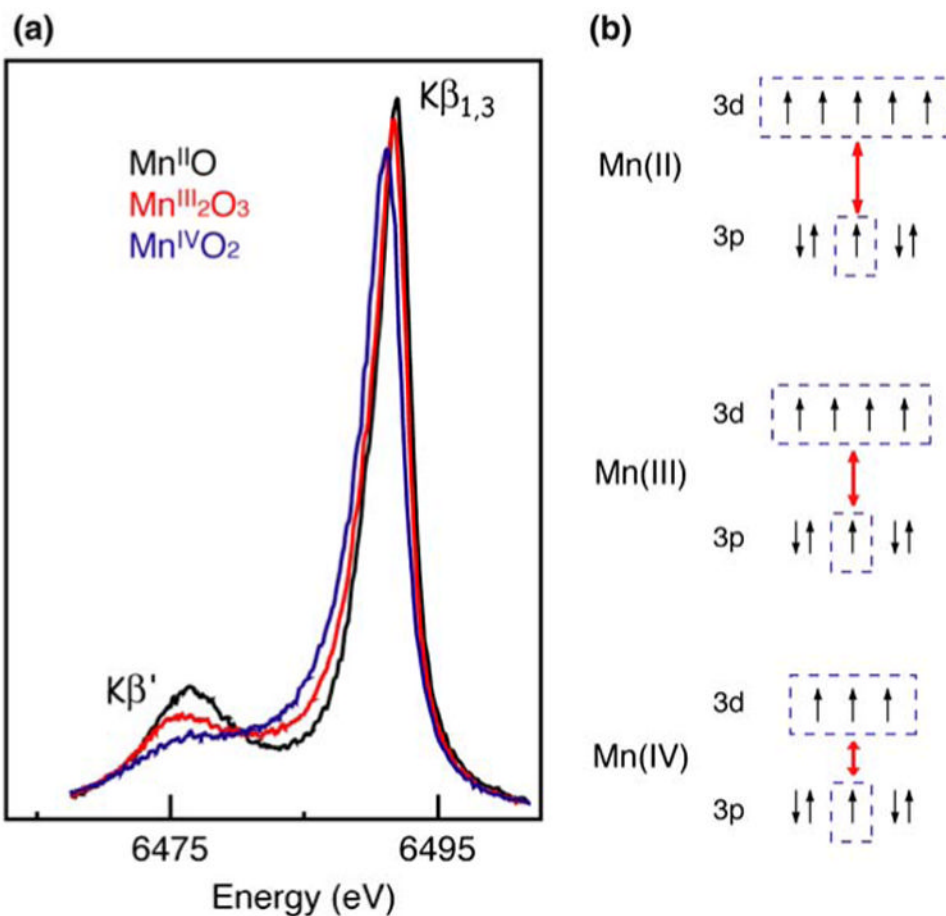 (a)
Kβ1,3
MnIIO
MnIII2O3
MnIVO2
Kβ'
6475 6495
Energy (eV)
(b)
3d
Mn(II)
3p
3d
Mn(III)
3p
3d
Mn(IV)
3p